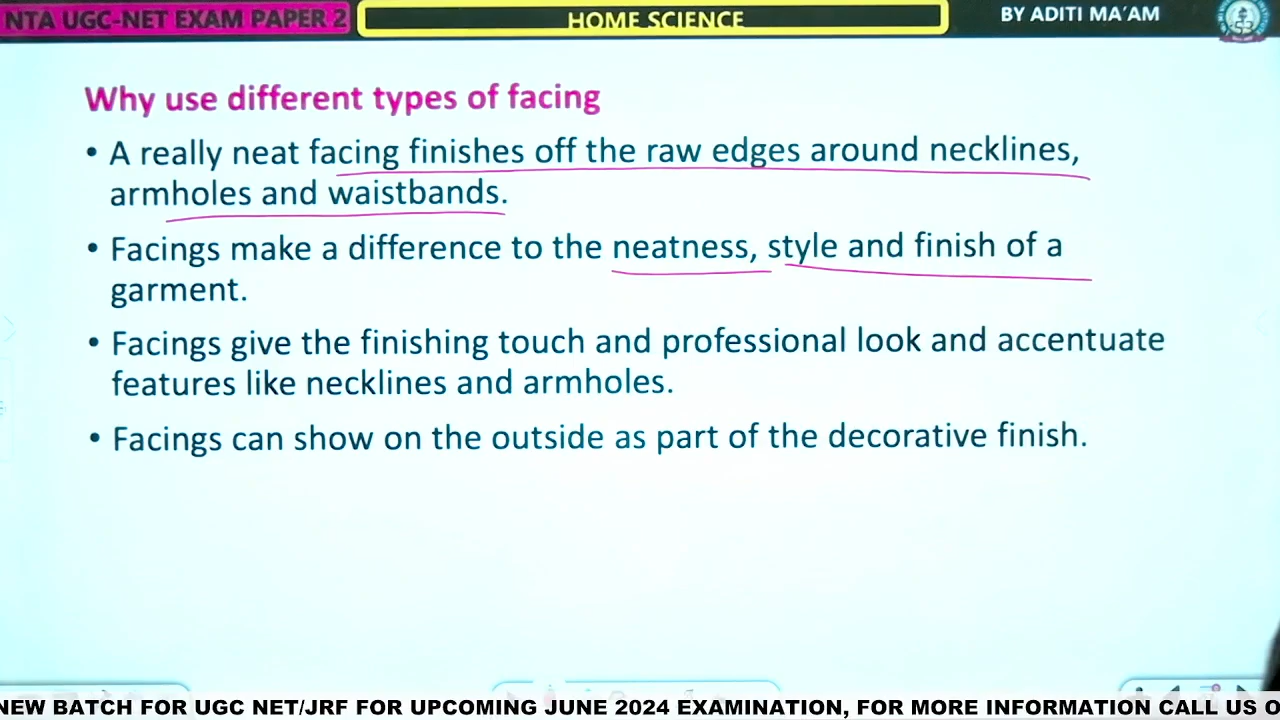 NTA UGC-NET EXAM PAPER 2
HOME SCIENCE
BY ADITI MA'AM
Why use different types of facing
• A really neat facing finishes off the raw edges around necklines,
armholes and waistbands.
• Facings make a difference to the neatness, style and finish of a
garment.
• Facings give the finishing touch and professional look and accentuate
features like necklines and armholes.
• Facings can show on the outside as part of the decorative finish.
NEW BATCH FOR UGC NET/JRF FOR UPCOMING JUNE 2024 EXAMINATION, FOR MORE INFORMATION CALL US O